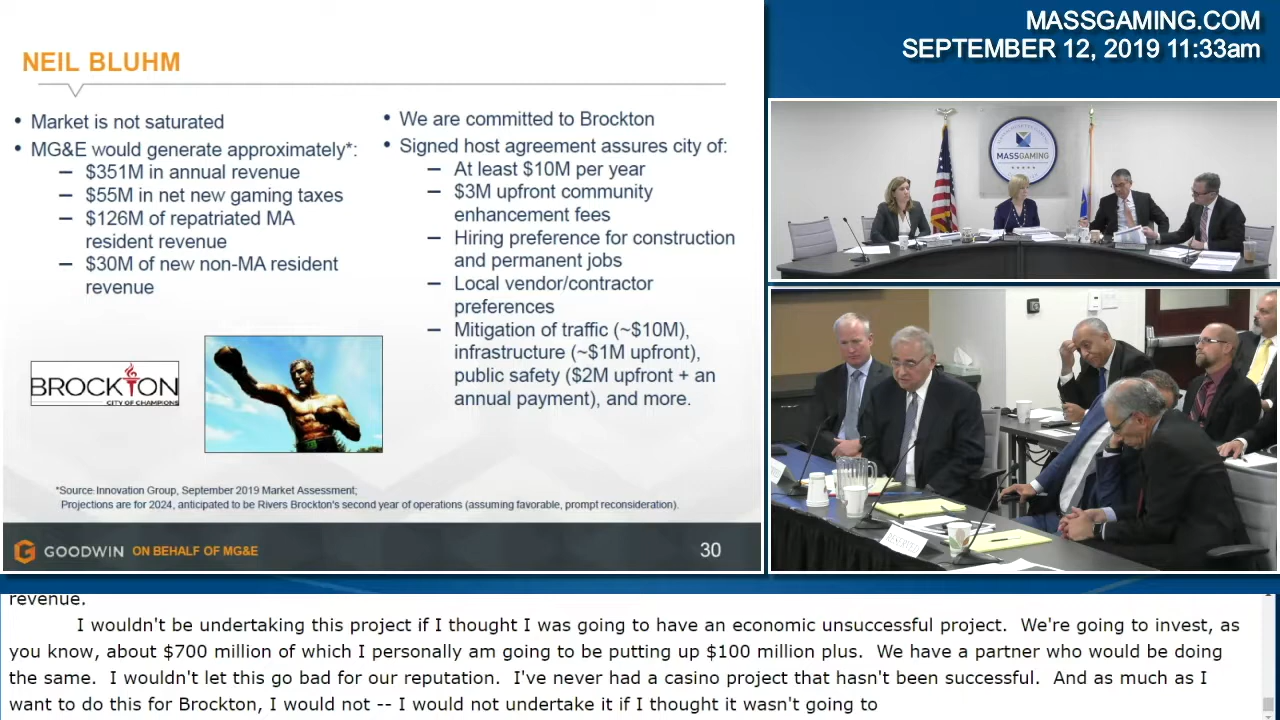 NEIL BLUHM
• Market is not saturated
• MG&E would generate approximately*:
– $351M in annual revenue
– $55M in net new gaming taxes
– $126M of repatriated MA
resident revenue
– $30M of new non-MA resident
revenue
• We are committed to Brockton
• Signed host agreement assures city of:
– At least $10M per year
– $3M upfront community
enhancement fees
– Hiring preference for construction
and permanent jobs
– Local vendor/contractor
preferences
– Mitigation of traffic (~$10M),
infrastructure (~$1M upfront),
public safety ($2M upfront + an
annual payment), and more.
BROCKTON
CITY OF CHAMPIONS
*Source: Innovation Group, September 2019 Market Assessment;
Projections are for 2024, anticipated to be Rivers Brockton's second year of operations (assuming favorable, prompt reconsideration).
GOODWIN ON BEHALF OF MG&E
30
MASSGAMING.COM
SEPTEMBER 12, 2019 11:33am
MASSGAMING
RESERVED
revenue.
I wouldn't be undertaking this project if I thought I was going to have an economic unsuccessful project. We're going to invest, as
you know, about $700 million of which I personally am going to be putting up $100 million plus. We have a partner who would be doing
the same. I wouldn't let this go bad for our reputation. I've never had a casino project that hasn't been successful. And as much as I
want to do this for Brockton, I would not -- I would not undertake it if I thought it wasn't going to